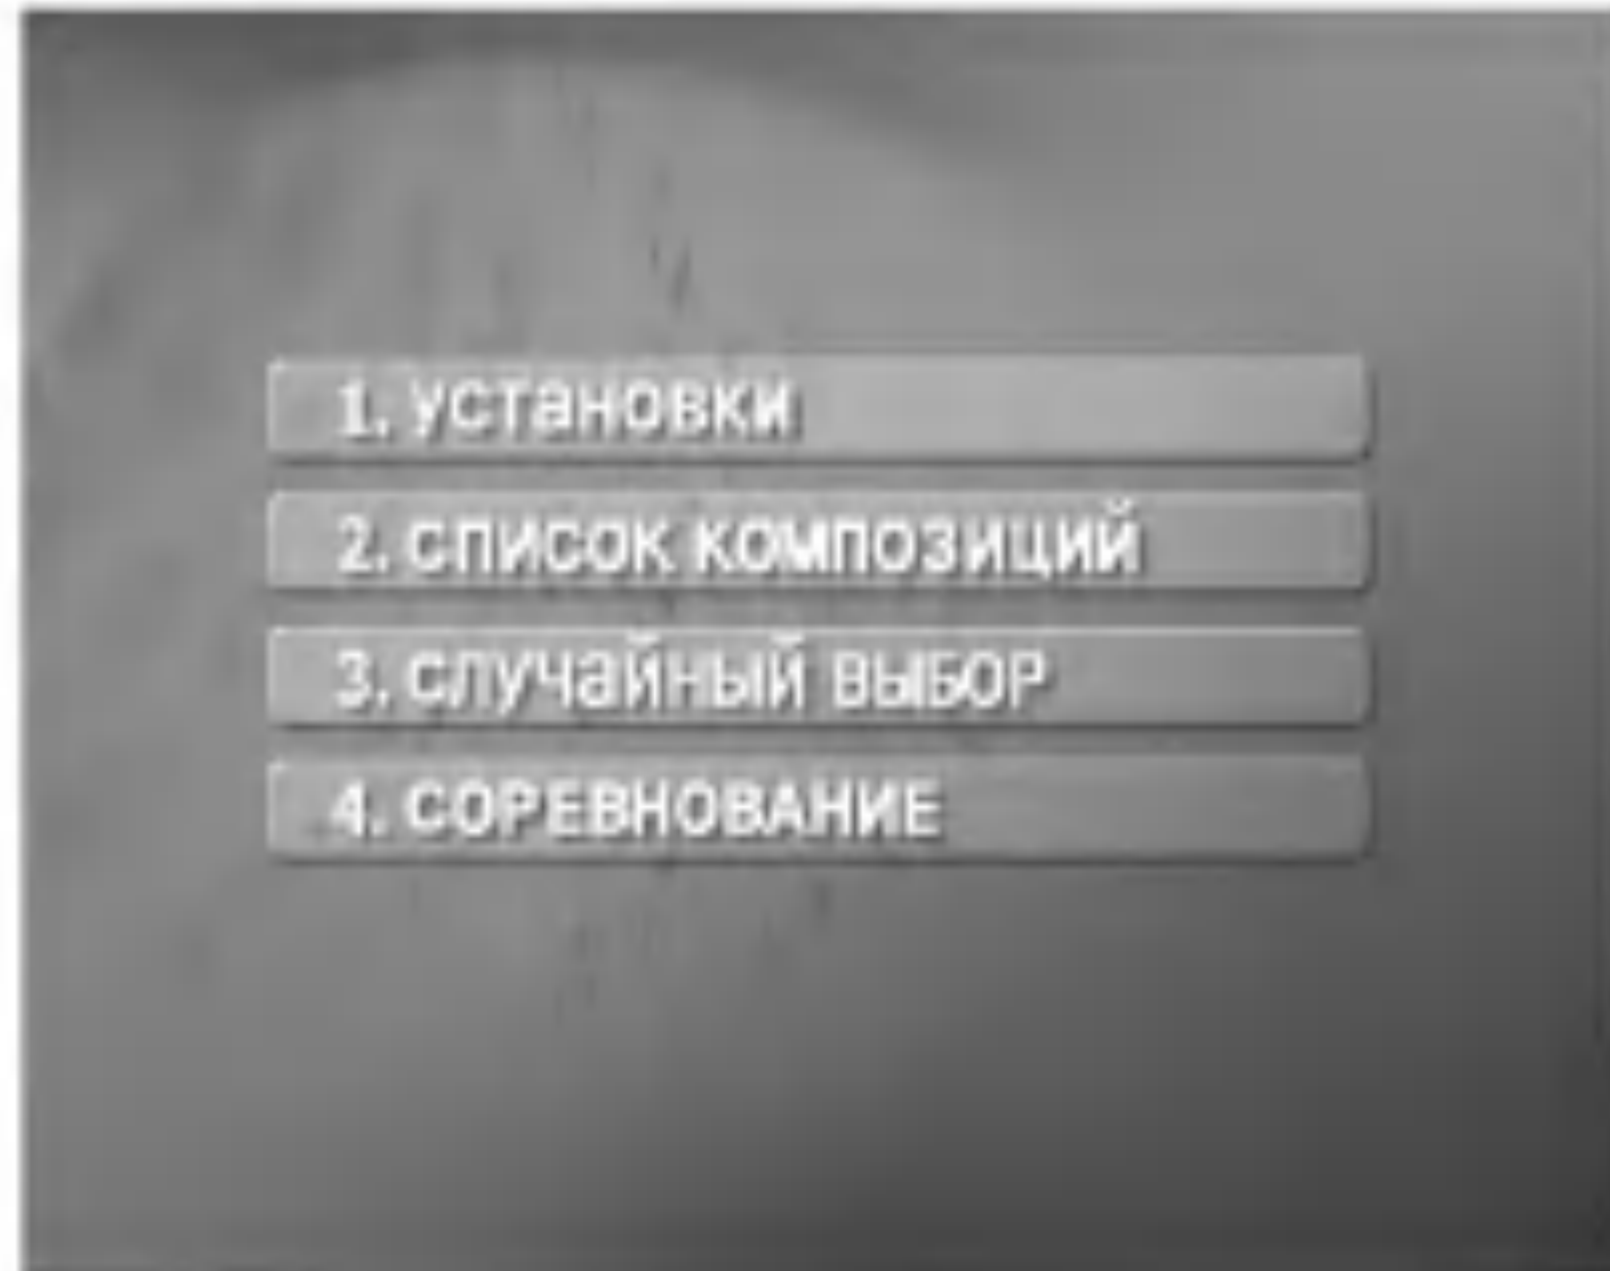 1. УСТаНОВКИ
2. СПИСОК КОМПОЗИЦИЙ
3. СЛУЧаЙНЫЙ ВЫБОР
4. СОРЕВНОВАНИЕ